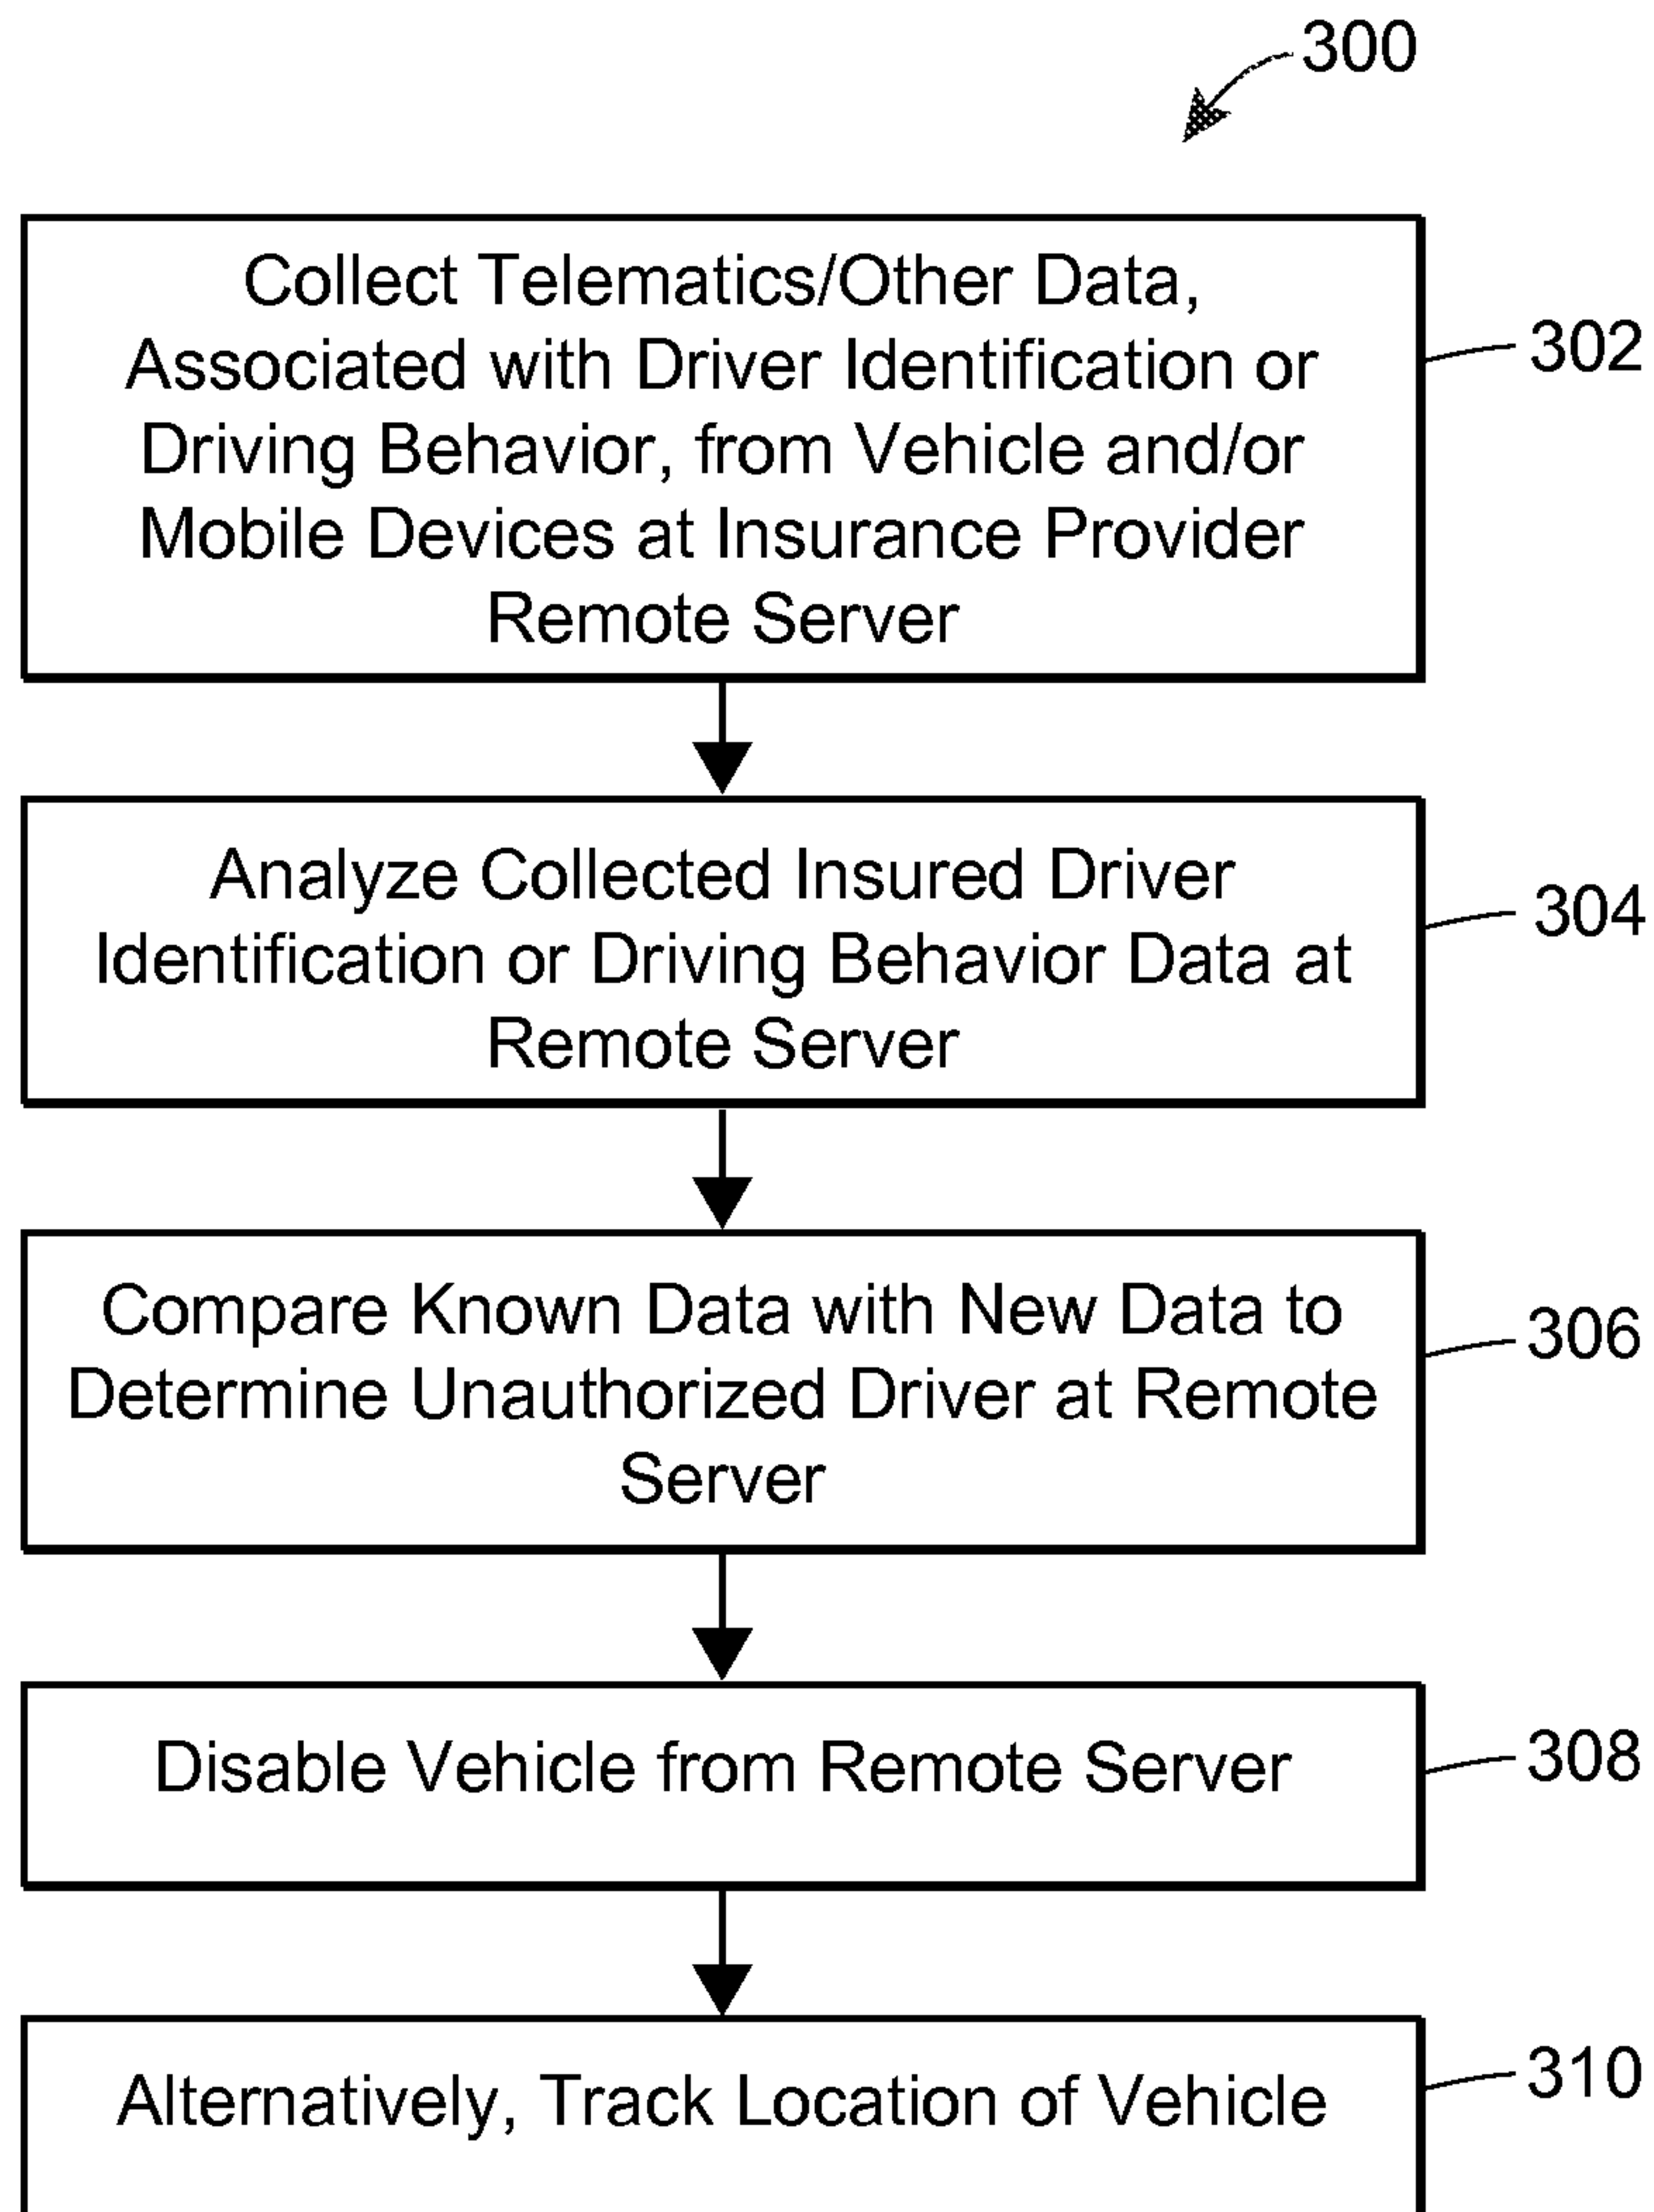 300
Collect Telematics/Other Data,
Associated with Driver Identification or
Driving Behavior, from Vehicle and/or
Mobile Devices at Insurance Provider
Remote Server
302
Analyze Collected Insured Driver
Identification or Driving Behavior Data at
Remote Server
304
Compare Known Data with New Data to
Determine Unauthorized Driver at Remote
Server
306
Disable Vehicle from Remote Server
308
Alternatively, Track Location of Vehicle
310